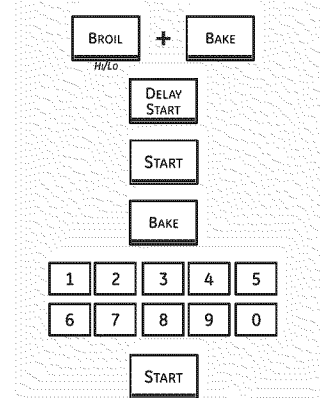 BROIL + BAKE
Hi/Lo
DELAY
START
START
BAKE
1 2 3 4 5
6 7 8 9 0
START